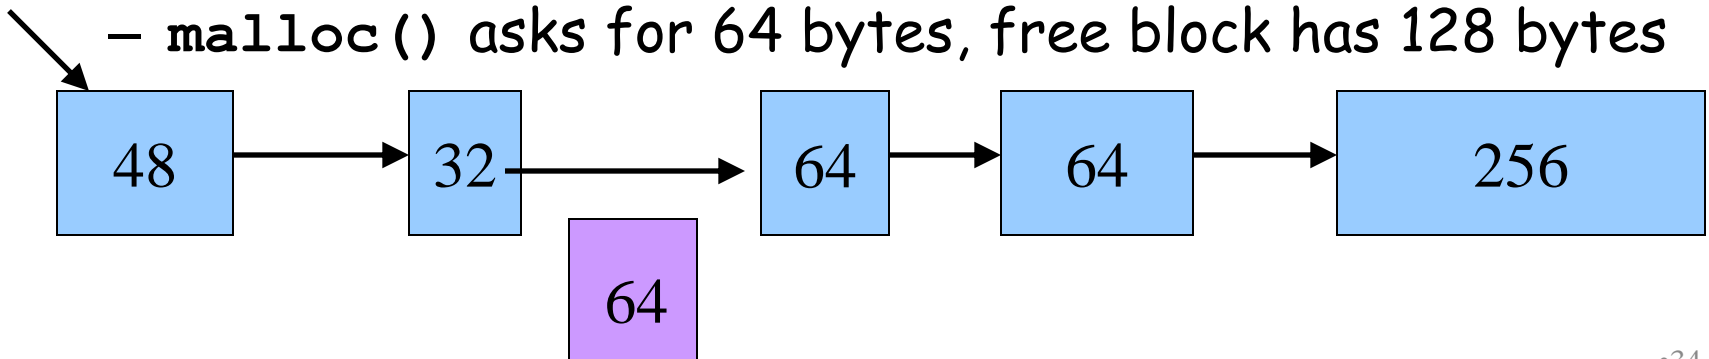 – malloc() asks for 64 bytes, free block has 128 bytes
48 32 64 64 256
64